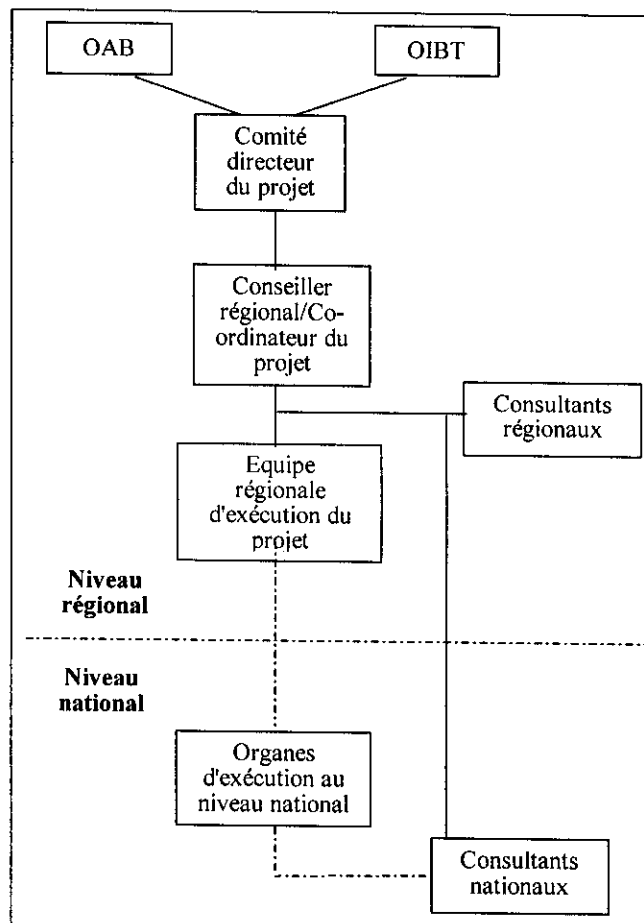 OAB
OIBT
Comité
directeur
du projet
Conseiller
régional/Co-
ordinateur du
projet
Consultants
régionaux
Equipe
régionale
d'exécution du
projet
Niveau
régional
Niveau
national
Organes
d'exécution au
niveau national
Consultants
nationaux